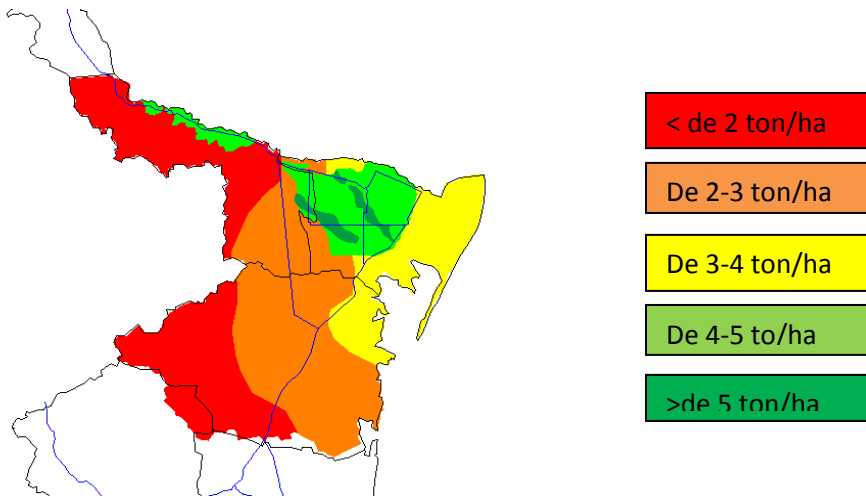 < de 2 ton/ha
De 2-3 ton/ha
De 3-4 ton/ha
De 4-5 to/ha
>de 5 ton/ha